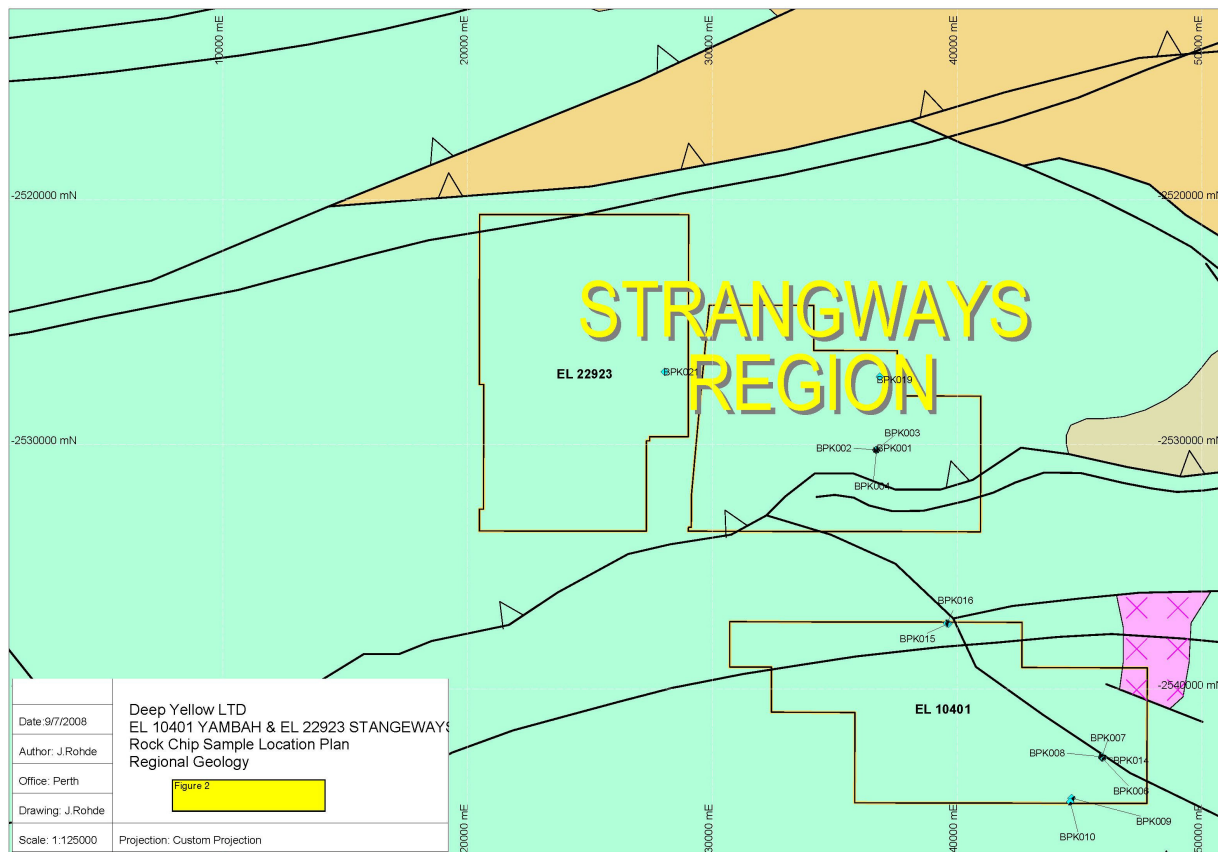 10000 mE
20000 mE
30000 mE
40000 mE
50000 mE
-2520000 mN
-2520000 mN
STRANGWAYS
REGION
EL 22923
BPK021
BPK019
-2530000 mN
-2530000 mN
BPK003
BPK002
BPK001
BPK004
BPK016
BPK015
-2540000 mN
EL 10401
BPK007
BPK008
BPK014
BPK006
BPK009
BPK010
20000 mE
30000 mE
40000 mE
50000 mE
Deep Yellow LTD
EL 10401 YAMBAH & EL 22923 STANGEWAYS
Rock Chip Sample Location Plan
Regional Geology
Figure 2
Date:9/7/2008
Author: J.Rohde
Office: Perth
Drawing: J.Rohde
Scale: 1:125000
Projection: Custom Projection